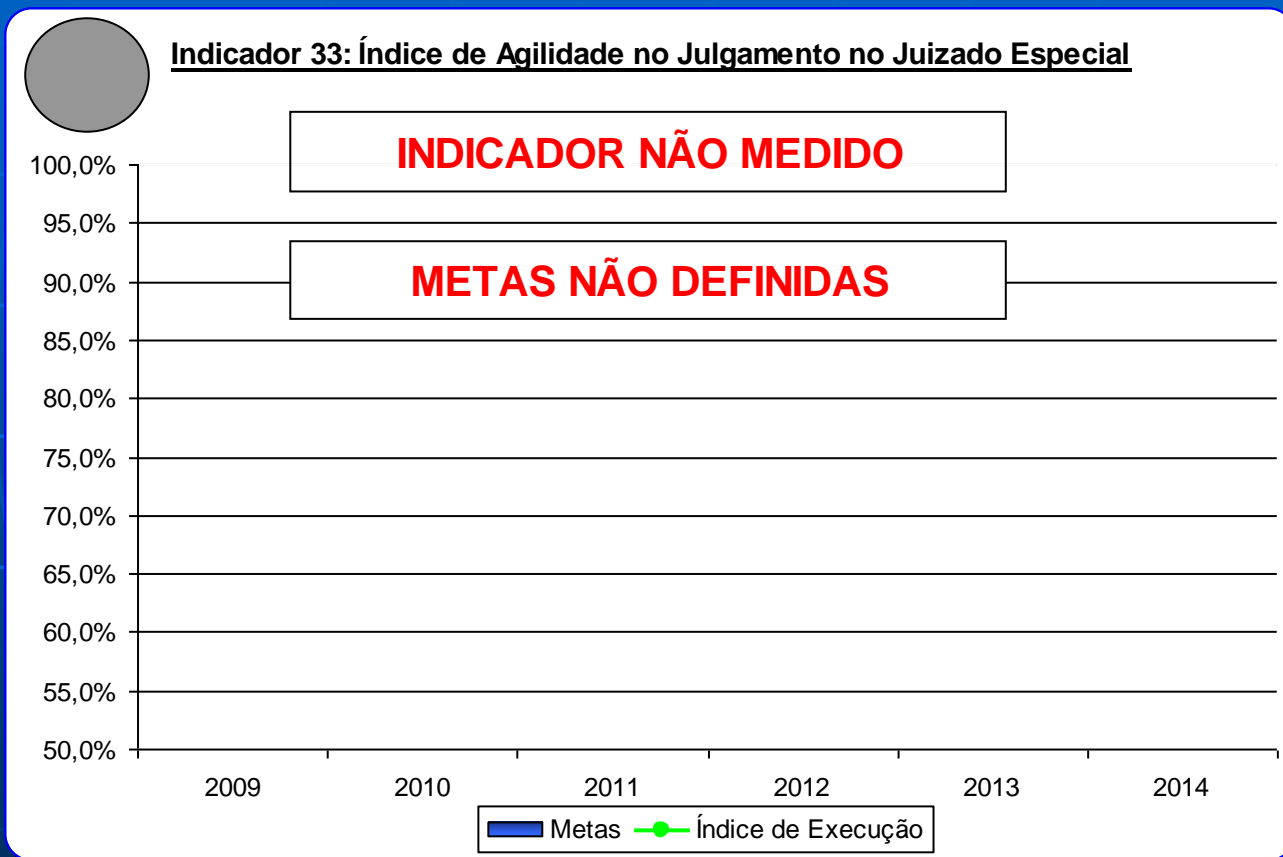 Indicador 33: Índice de Agilidade no Julgamento no Juizado Especial
INDICADOR NÃO MEDIDO
METAS NÃO DEFINIDAS
100,0%
95,0%
90,0%
85,0%
80,0%
75,0%
70,0%
65,0%
60,0%
55,0%
50,0%
2009 2010 2011 2012 2013 2014
Metas Índice de Execução